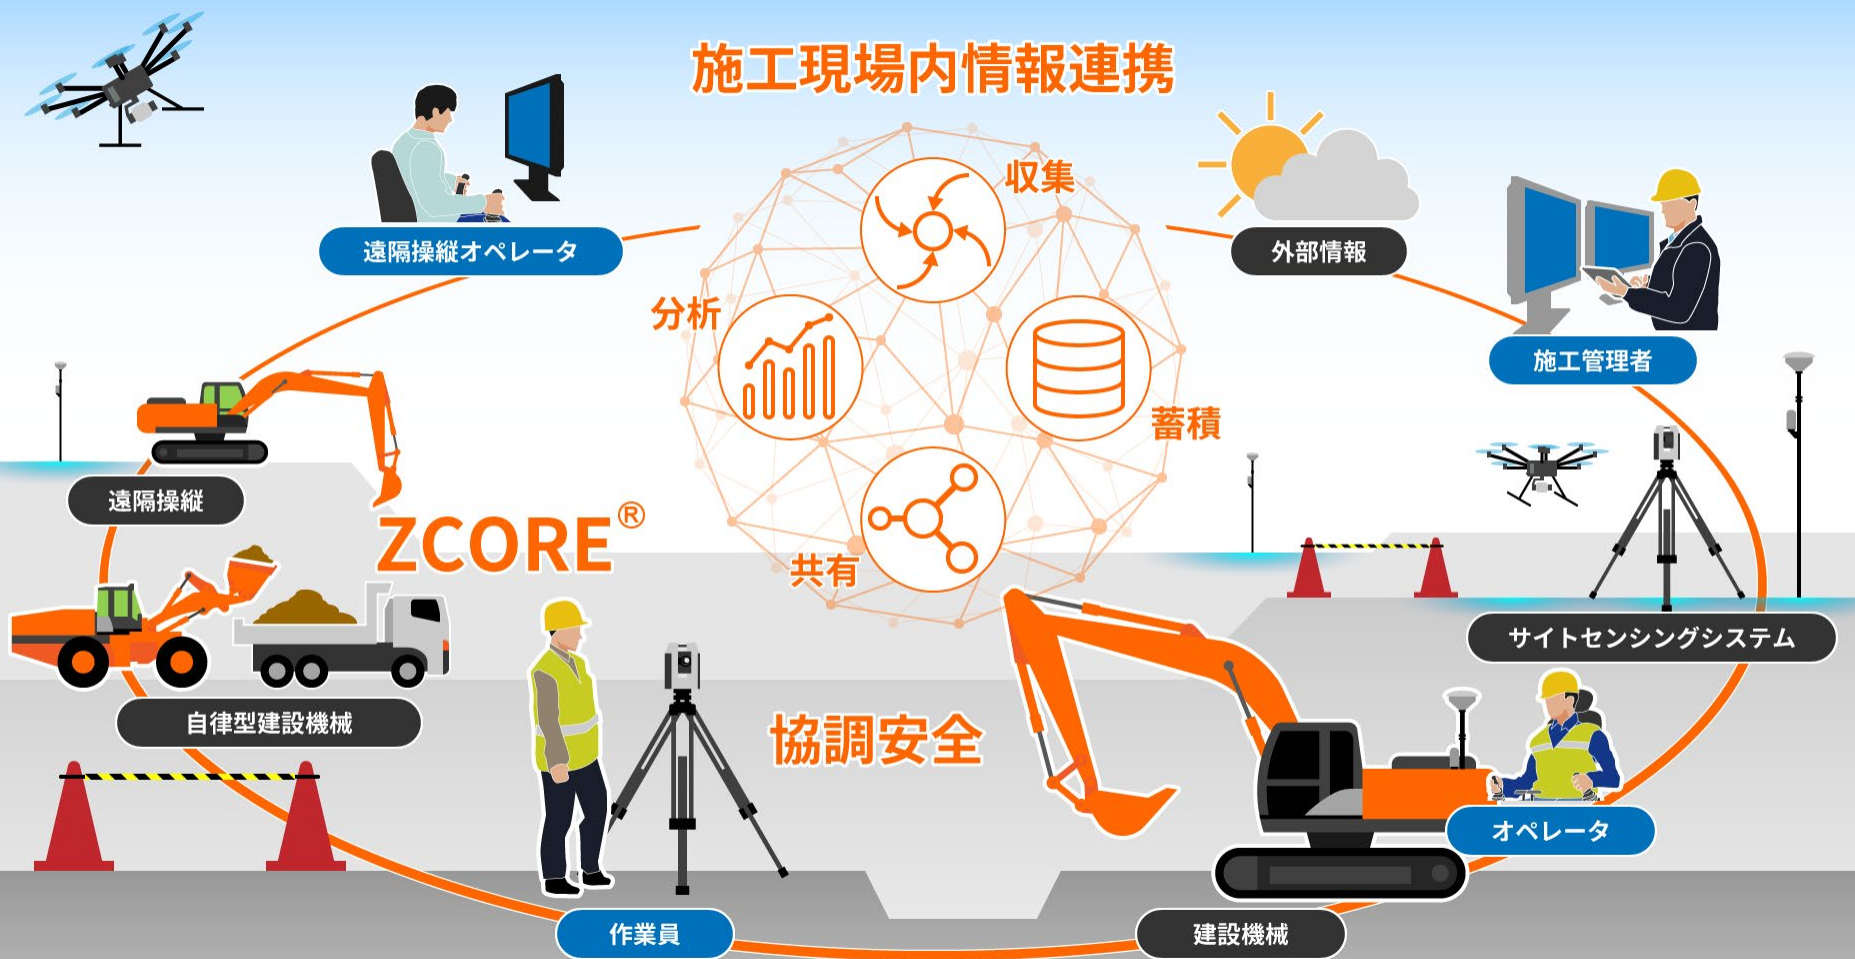 施工現場内情報連携
収集
遠隔操縦オペレータ
外部情報
分析
施工管理者
蓄積
遠隔操縦
ZCORE®
共有
サイトセンシングシステム
自律型建設機械
協調安全
オペレータ
作業員
建設機械